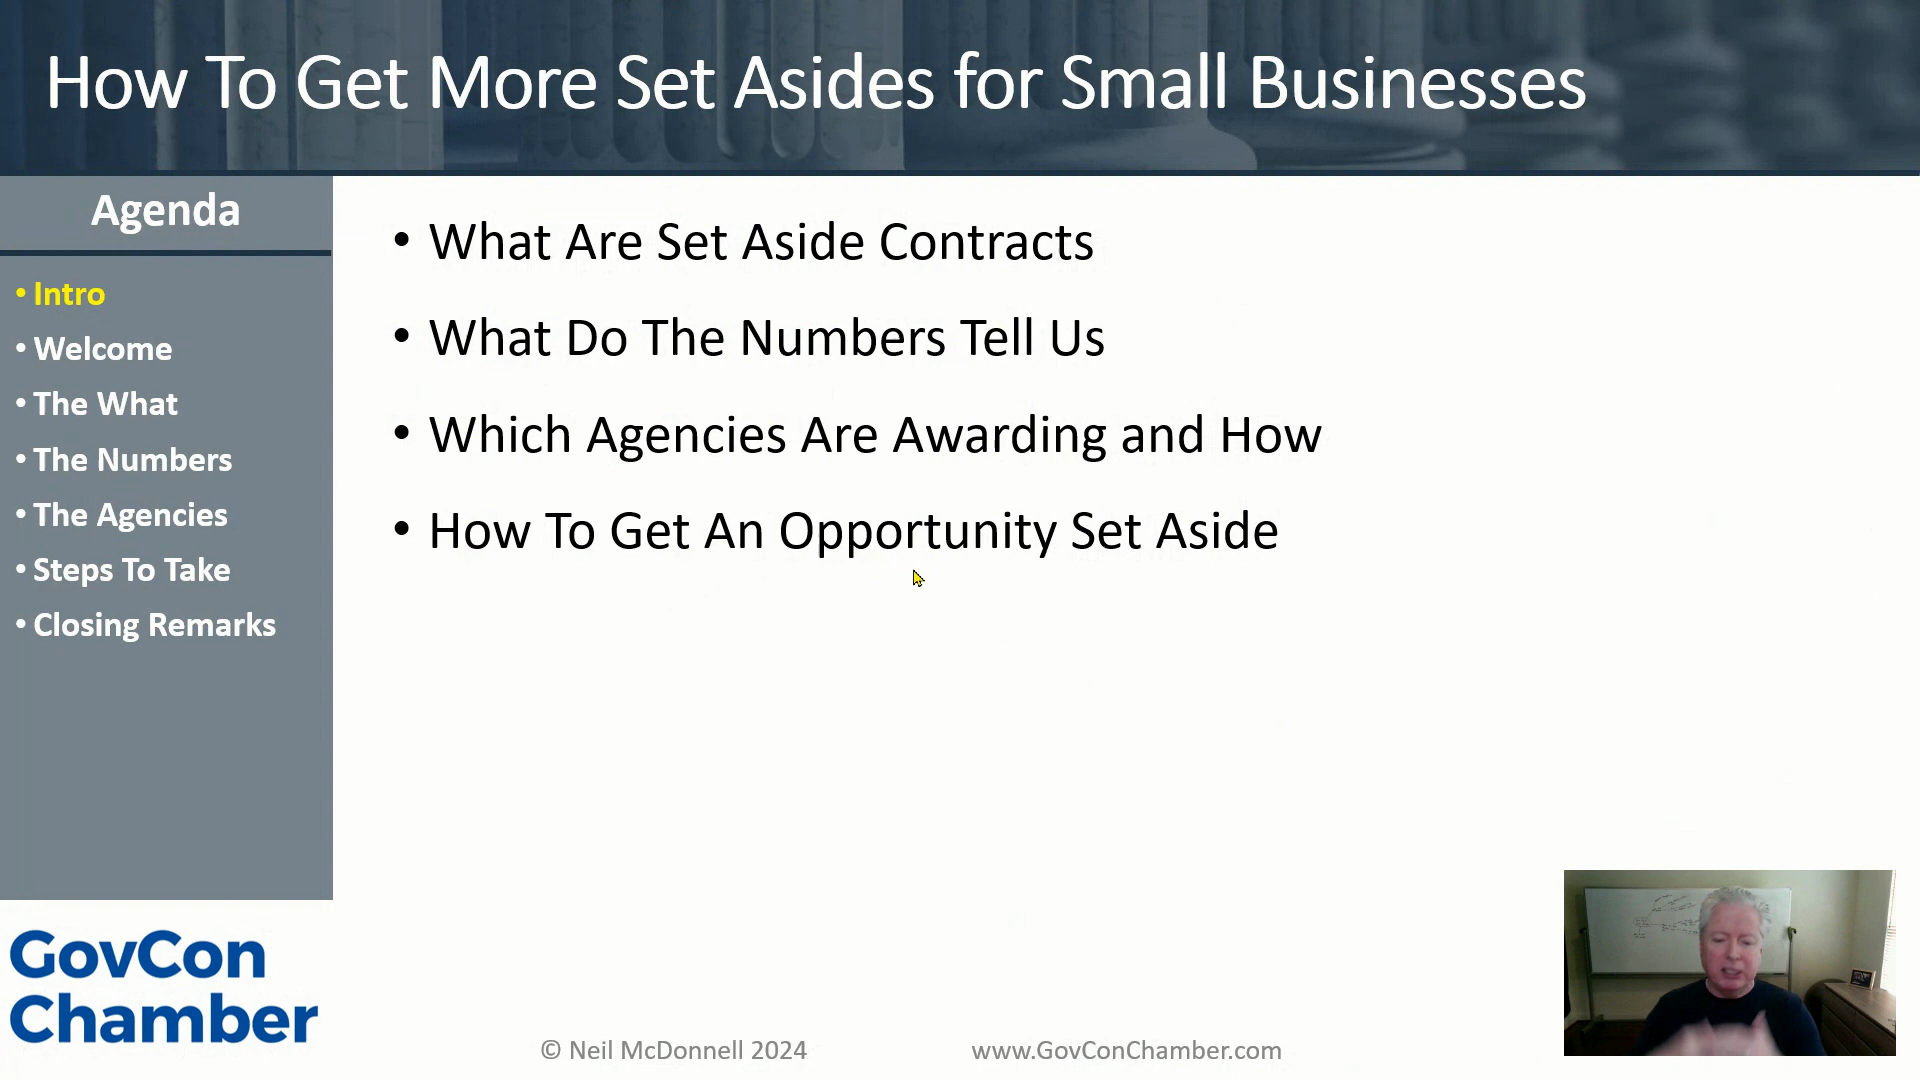 How To Get More Set Asides for Small Businesses
Agenda
• Intro
• Welcome
• The What
• The Numbers
• The Agencies
• Steps To Take
• Closing Remarks
• What Are Set Aside Contracts
• What Do The Numbers Tell Us
• Which Agencies Are Awarding and How
• How To Get An Opportunity Set Aside
GovCon
Chamber
© Neil McDonnell 2024
www.GovConChamber.com